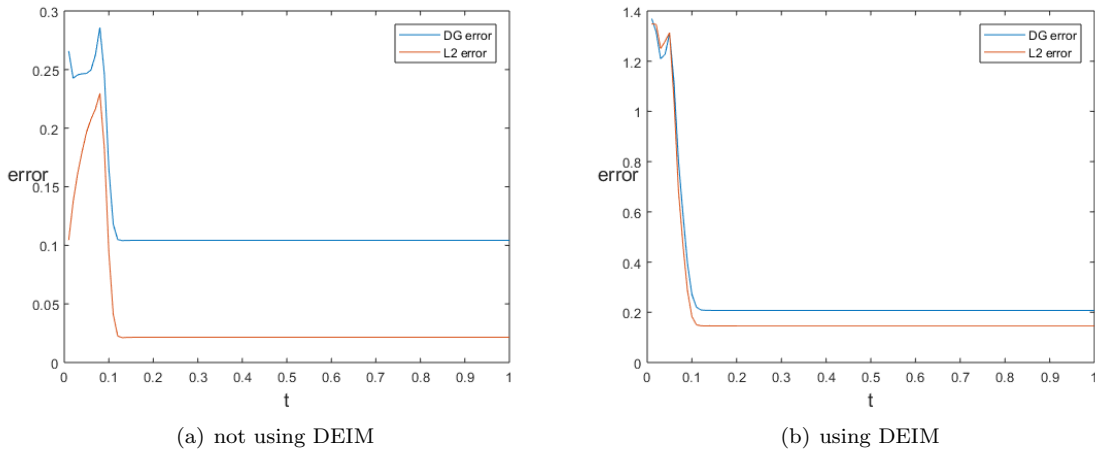 0.3
0.25
0.2
0.15
0.1
0.05
0
error
DG error
L2 error
0 0.1 0.2 0.3 0.4 0.5 0.6 0.7 0.8 0.9 1
t
(a) not using DEIM
1.4
1.2
1
0.8
0.6
0.4
0.2
0
error
DG error
L2 error
0 0.1 0.2 0.3 0.4 0.5 0.6 0.7 0.8 0.9 1
t
(b) using DEIM